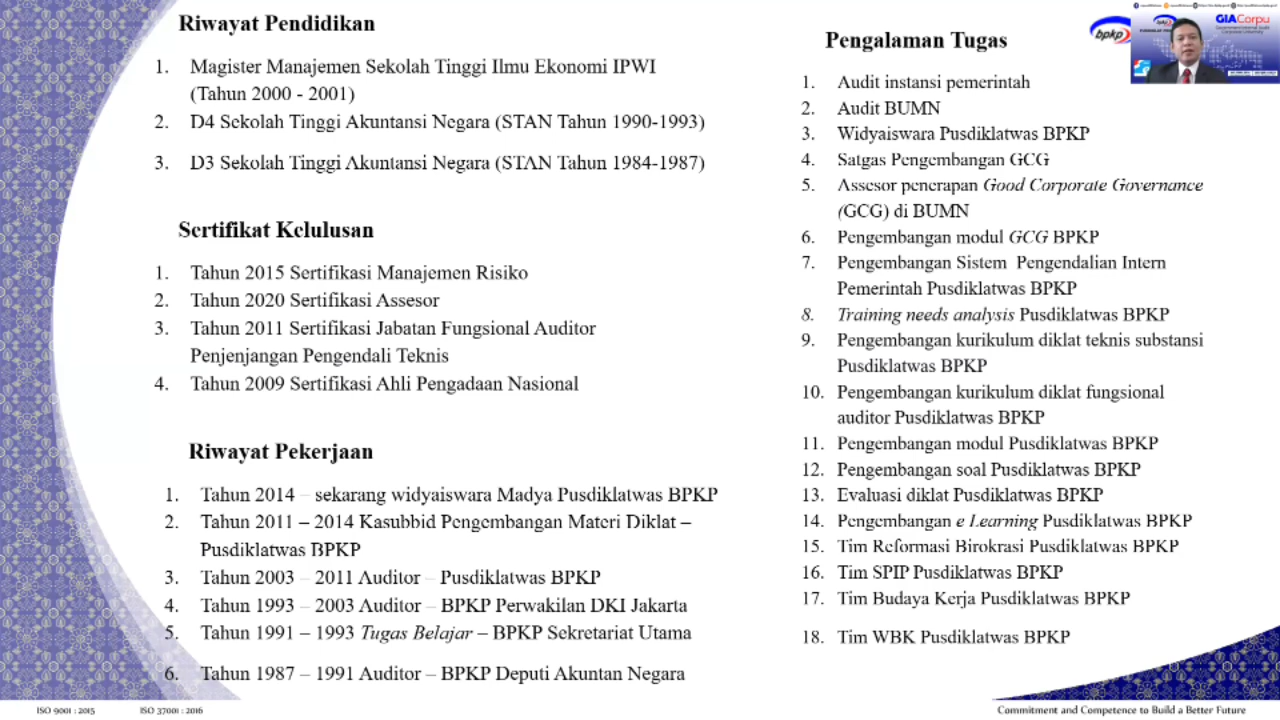 Riwayat Pendidikan
1. Magister Manajemen Sekolah Tinggi Ilmu Ekonomi IPWI
(Tahun 2000 - 2001)
2. D4 Sekolah Tinggi Akuntansi Negara (STAN Tahun 1990-1993)
3. D3 Sekolah Tinggi Akuntansi Negara (STAN Tahun 1984-1987)
Sertifikat Kelulusan
1. Tahun 2015 Sertifikasi Manajemen Risiko
2. Tahun 2020 Sertifikasi Assesor
3. Tahun 2011 Sertifikasi Jabatan Fungsional Auditor
Penjenjangan Pengendali Teknis
4. Tahun 2009 Sertifikasi Ahli Pengadaan Nasional
Riwayat Pekerjaan
1. Tahun 2014 – sekarang widyaiswara Madya Pusdiklatwas BPKP
2. Tahun 2011 – 2014 Kasubbid Pengembangan Materi Diklat –
Pusdiklatwas BPKP
3. Tahun 2003 – 2011 Auditor – Pusdiklatwas BPKP
4. Tahun 1993 – 2003 Auditor – BPKP Perwakilan DKI Jakarta
5. Tahun 1991 – 1993 Tugas Belajar – BPKP Sekretariat Utama
6. Tahun 1987 – 1991 Auditor – BPKP Deputi Akuntan Negara
Pengalaman Tugas
1. Audit instansi pemerintah
2. Audit BUMN
3. Widyaiswara Pusdiklatwas BPKP
4. Satgas Pengembangan GCG
5. Assesor penerapan Good Corporate Governance
(GCG) di BUMN
6. Pengembangan modul GCG BPKP
7. Pengembangan Sistem Pengendalian Intern
Pemerintah Pusdiklatwas BPKP
8. Training needs analysis Pusdiklatwas BPKP
9. Pengembangan kurikulum diklat teknis substansi
Pusdiklatwas BPKP
10. Pengembangan kurikulum diklat fungsional
auditor Pusdiklatwas BPKP
11. Pengembangan modul Pusdiklatwas BPKP
12. Pengembangan soal Pusdiklatwas BPKP
13. Evaluasi diklat Pusdiklatwas BPKP
14. Pengembangan e Learning Pusdiklatwas BPKP
15. Tim Reformasi Birokrasi Pusdiklatwas BPKP
16. Tim SPIP Pusdiklatwas BPKP
17. Tim Budaya Kerja Pusdiklatwas BPKP
18. Tim WBK Pusdiklatwas BPKP
bpkp
GIACorpu
ISO 9001 : 2015 ISO 37001 : 2016
Commitment and Competence to Build a Better Future